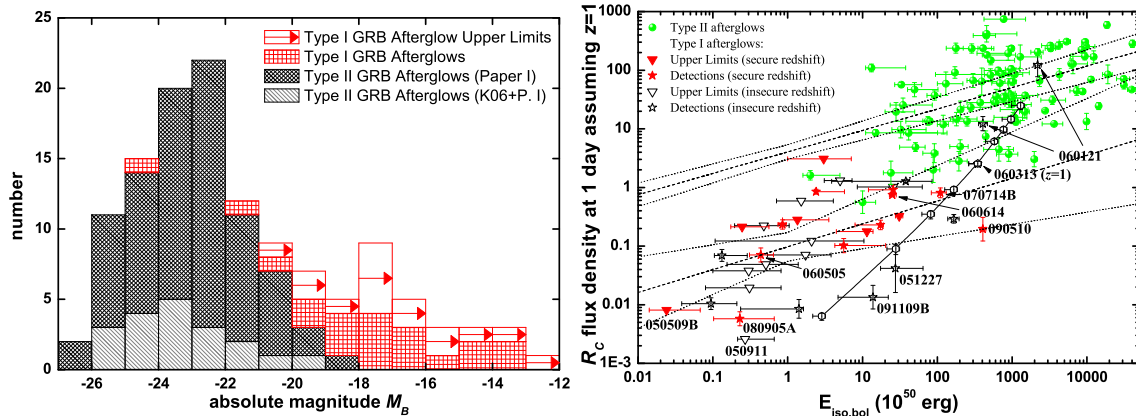 Type I GRB Afterglow Upper Limits
Type I GRB Afterglows
Type II GRB Afterglows (Paper I)
Type II GRB Afterglows (K06+P. I)
25
20
15
10
5
0
number
-26 -24 -22 -20 -18 -16 -14 -12
absolute magnitude M_B
Type II afterglows
Type I afterglows:
Upper Limits (secure redshift)
Detections (secure redshift)
Upper Limits (insecure redshift)
Detections (insecure redshift)
1000
100
10
1
0.1
0.01
1E-3
R_C flux density at 1 day assuming z=1
060121
060313 (z=1)
070714B
060614
090510
060505
051227
091109B
050509B
080905A
050911
0.01 0.1 1 10 100 1000 10000
E_iso,bol (10^50 erg)